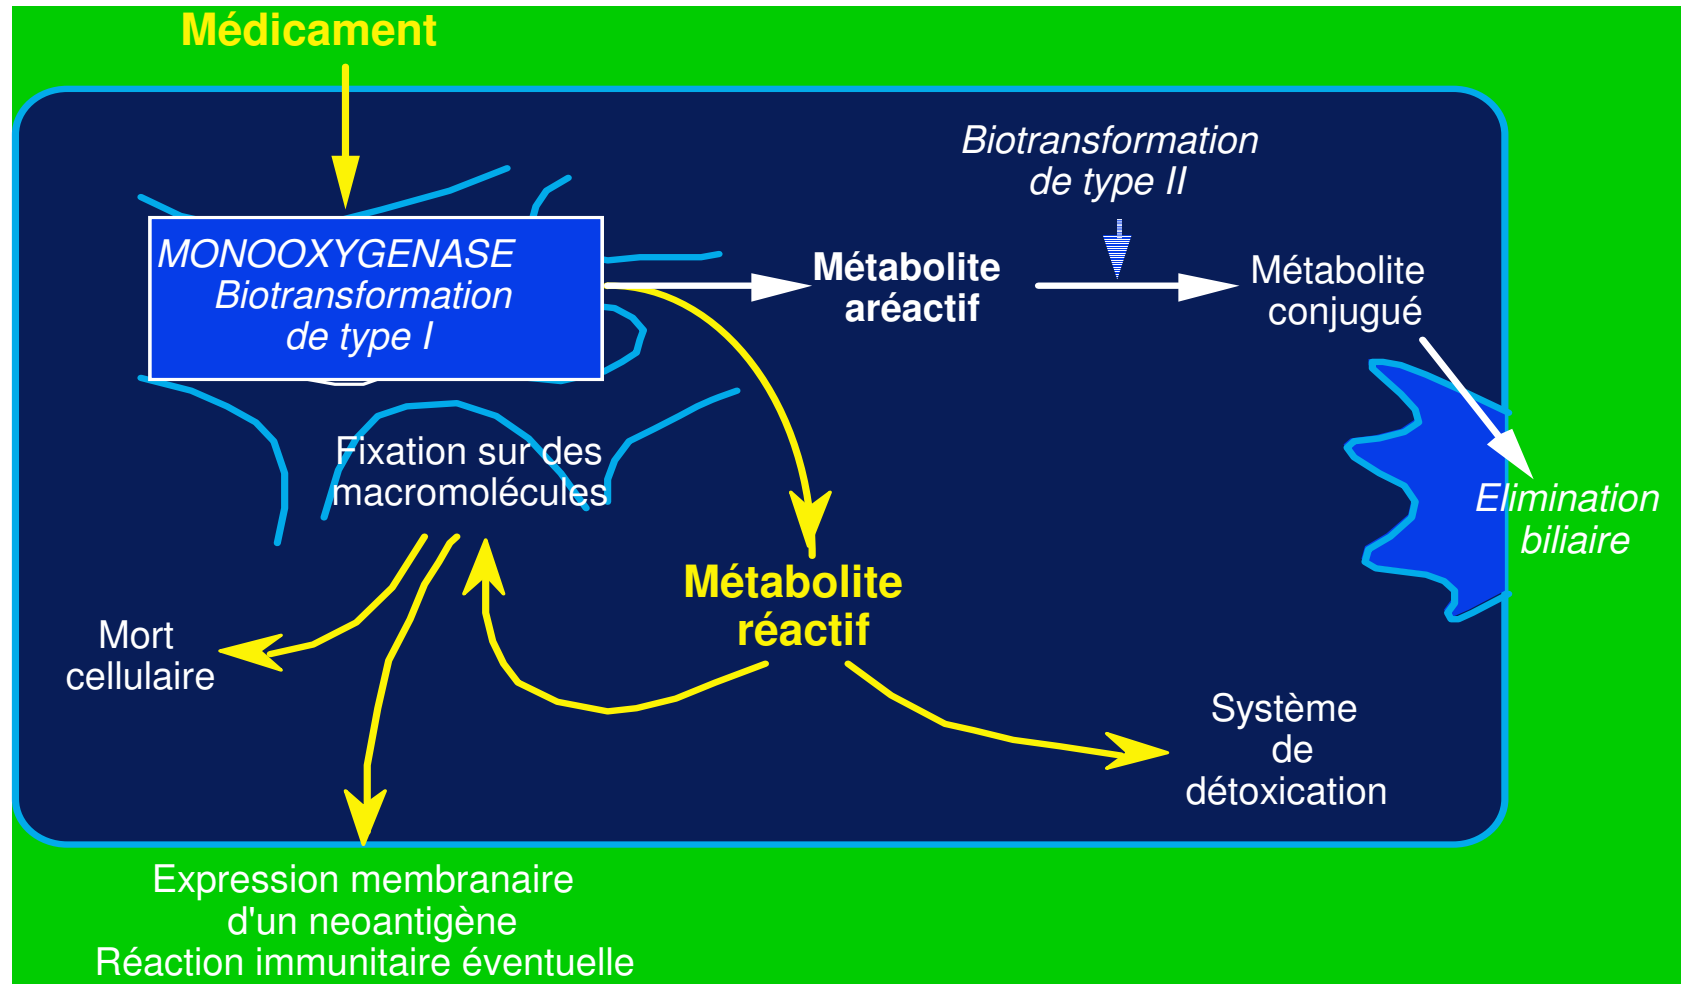 Médicament
Biotransformation
de type II
MONOOXYGENASE
Biotransformation
de type I
Métabolite
aréactif
Métabolite
conjugué
Fixation sur des
macromolécules
Elimination
biliaire
Métabolite
réactif
Mort
cellulaire
Système
de
détoxication
Expression membranaire
d'un neoantigène
Réaction immunitaire éventuelle